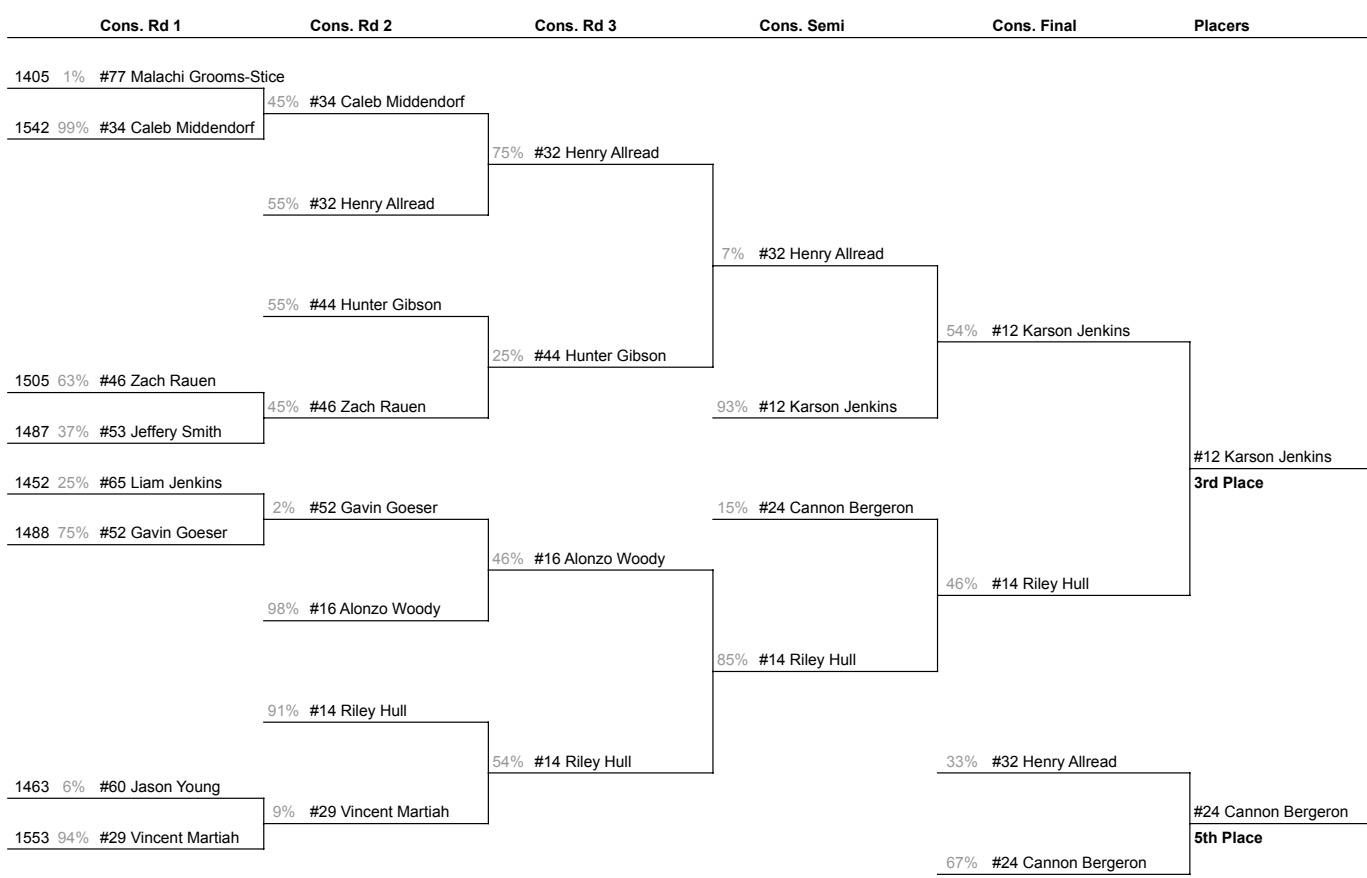 Cons. Rd 1 Cons. Rd 2 Cons. Rd 3 Cons. Semi Cons. Final Placers
1405 1% #77 Malachi Grooms-Stice
45% #34 Caleb Middendorf
1542 99% #34 Caleb Middendorf
75% #32 Henry Allread
55% #32 Henry Allread
7% #32 Henry Allread
55% #44 Hunter Gibson
54% #12 Karson Jenkins
25% #44 Hunter Gibson
1505 63% #46 Zach Rauen
45% #46 Zach Rauen
93% #12 Karson Jenkins
1487 37% #53 Jeffery Smith
#12 Karson Jenkins
1452 25% #65 Liam Jenkins
3rd Place
2% #52 Gavin Goeser
15% #24 Cannon Bergeron
1488 75% #52 Gavin Goeser
46% #16 Alonzo Woody
46% #14 Riley Hull
98% #16 Alonzo Woody
85% #14 Riley Hull
91% #14 Riley Hull
54% #14 Riley Hull
33% #32 Henry Allread
1463 6% #60 Jason Young
9% #29 Vincent Martiah
#24 Cannon Bergeron
1553 94% #29 Vincent Martiah
5th Place
67% #24 Cannon Bergeron